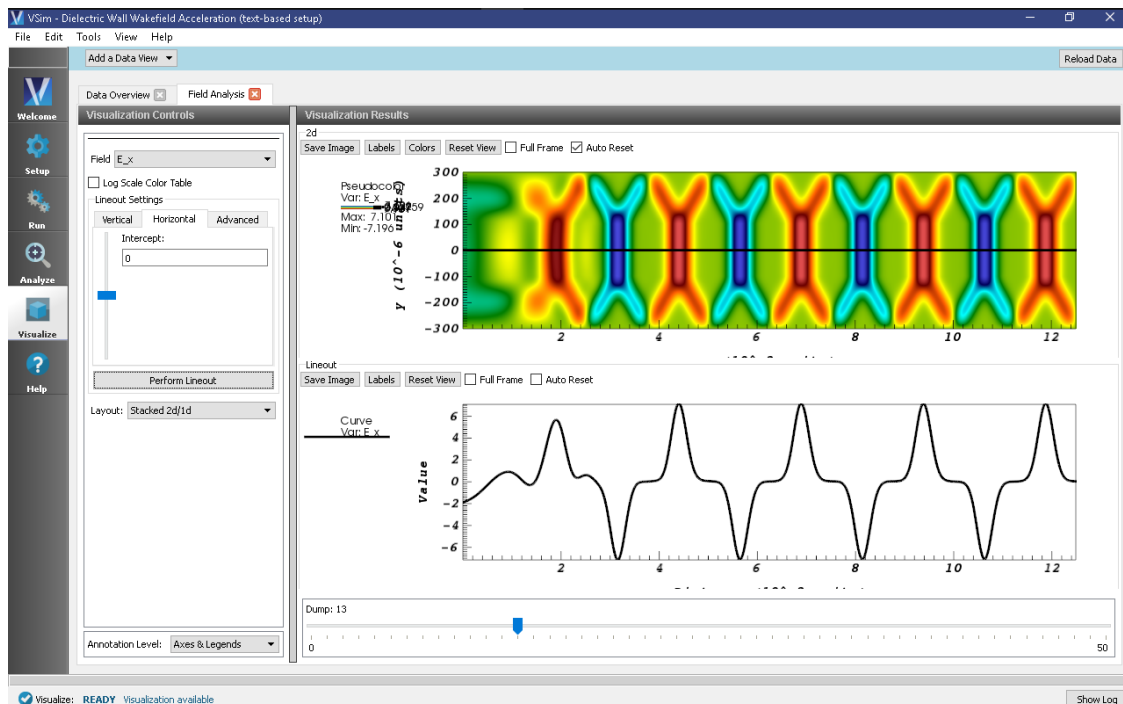 VSim - Dielectric Wall Wakefield Acceleration (text-based setup)
File Edit Tools View Help
Add a Data View
Reload Data
Welcome
Setup
Run
Analyze
Visualize
Help
Data Overview
Field Analysis
Visualization Controls
Field E_x
Log Scale Color Table
Lineout Settings
Vertical Horizontal Advanced
Intercept:
0
Perform Lineout
Layout: Stacked 2d/1d
Annotation Level: Axes & Legends
Visualization Results
2d
Save Image Labels Colors Reset View Full Frame Auto Reset
Pseudocolor
Var: E_x
Max: 7.101
Min: -7.196
y (10^-6 units)
300
200
100
0
-100
-200
-300
2 4 6 8 10 12
Lineout
Save Image Labels Reset View Full Frame Auto Reset
Curve
Var: E_x
Value
6
4
2
0
-2
-4
-6
2 4 6 8 10 12
Dump: 13
0 50
Visualize: READY Visualization available
Show Log